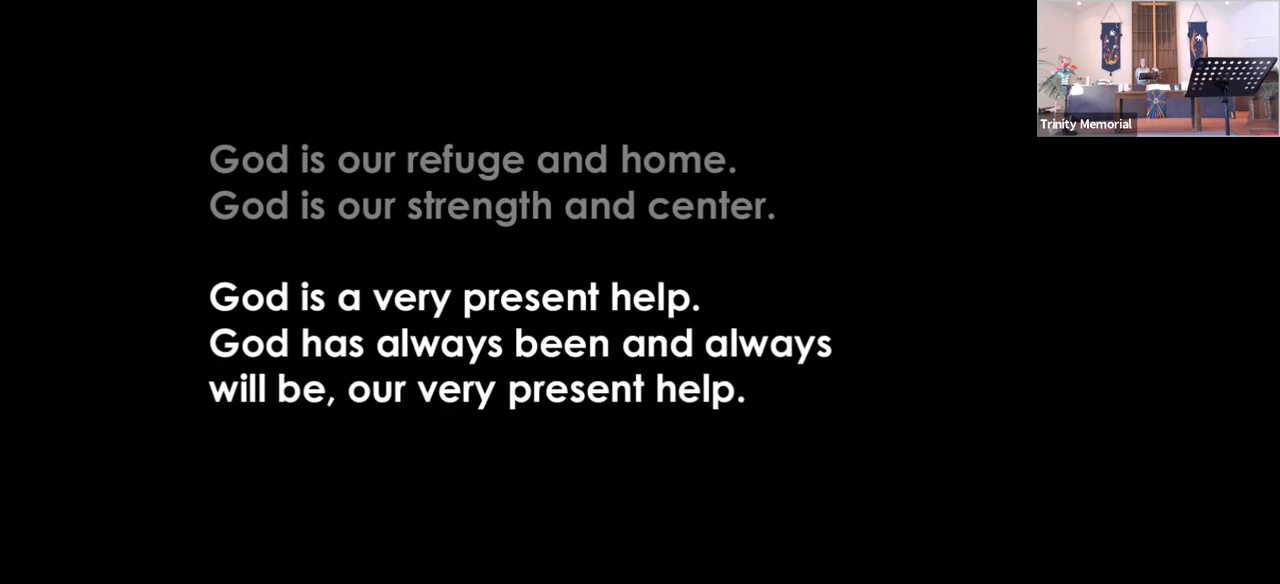 Trinity Memorial
God is our refuge and home.
God is our strength and center.
God is a very present help.
God has always been and always
will be, our very present help.